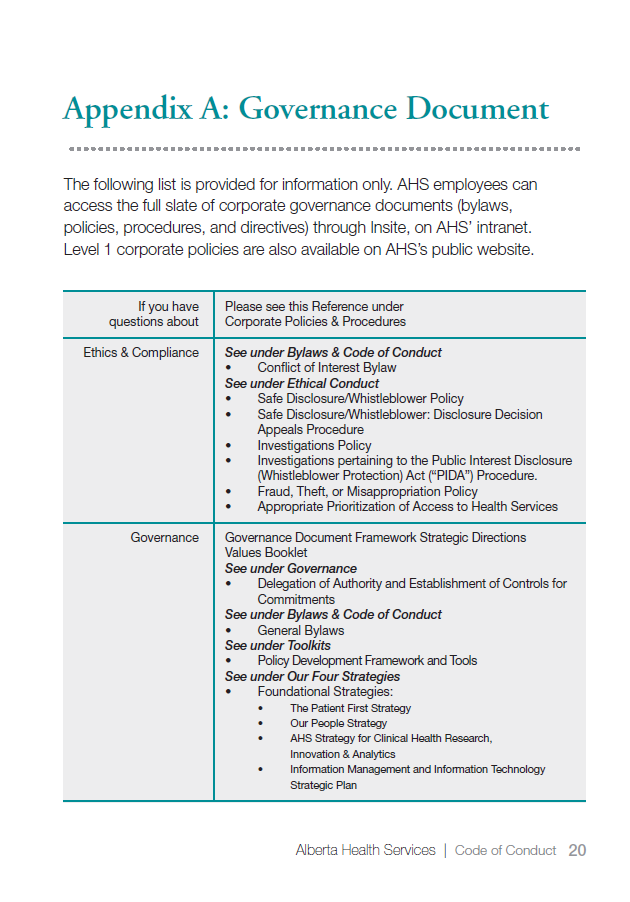 Appendix A: Governance Document
The following list is provided for information only. AHS employees can
access the full slate of corporate governance documents (bylaws,
policies, procedures, and directives) through Insite, on AHS' intranet.
Level 1 corporate policies are also available on AHS's public website.
If you have
questions about
Please see this Reference under
Corporate Policies & Procedures
Ethics & Compliance
See under Bylaws & Code of Conduct
• Conflict of Interest Bylaw
See under Ethical Conduct
• Safe Disclosure/Whistleblower Policy
• Safe Disclosure/Whistleblower: Disclosure Decision
Appeals Procedure
• Investigations Policy
• Investigations pertaining to the Public Interest Disclosure
(Whistleblower Protection) Act ("PIDA") Procedure.
• Fraud, Theft, or Misappropriation Policy
• Appropriate Prioritization of Access to Health Services
Governance
Governance Document Framework Strategic Directions
Values Booklet
See under Governance
• Delegation of Authority and Establishment of Controls for
Commitments
See under Bylaws & Code of Conduct
• General Bylaws
See under Toolkits
• Policy Development Framework and Tools
See under Our Four Strategies
• Foundational Strategies:
• The Patient First Strategy
• Our People Strategy
• AHS Strategy for Clinical Health Research,
Innovation & Analytics
• Information Management and Information Technology
Strategic Plan
Alberta Health Services | Code of Conduct 20